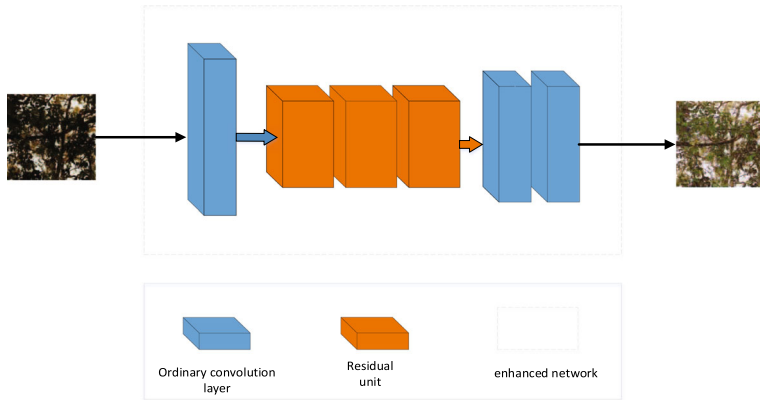 Ordinary convolution
layer
Residual
unit
enhanced network